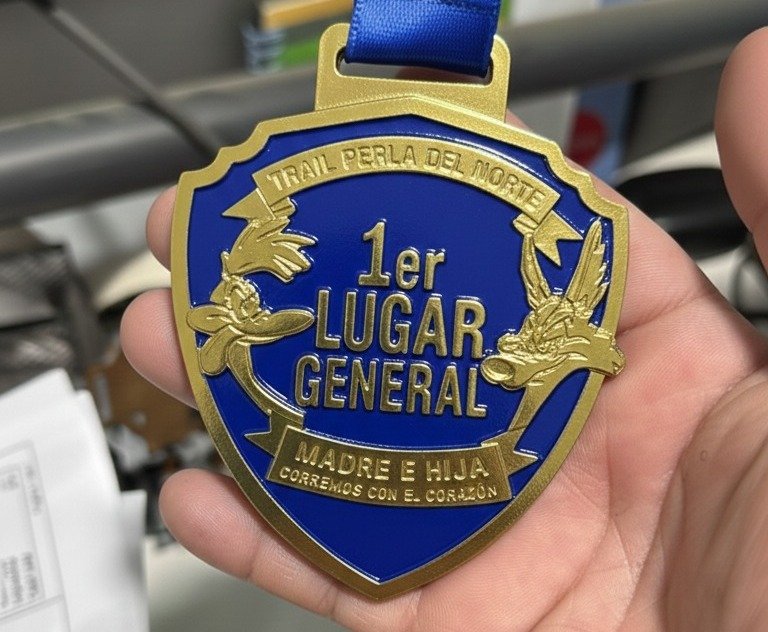 TRAIL PERLA DEL NORTE
1er
LUGAR
GENERAL
MADRE E HIJA
CORREMOS CON EL CORAZÓN